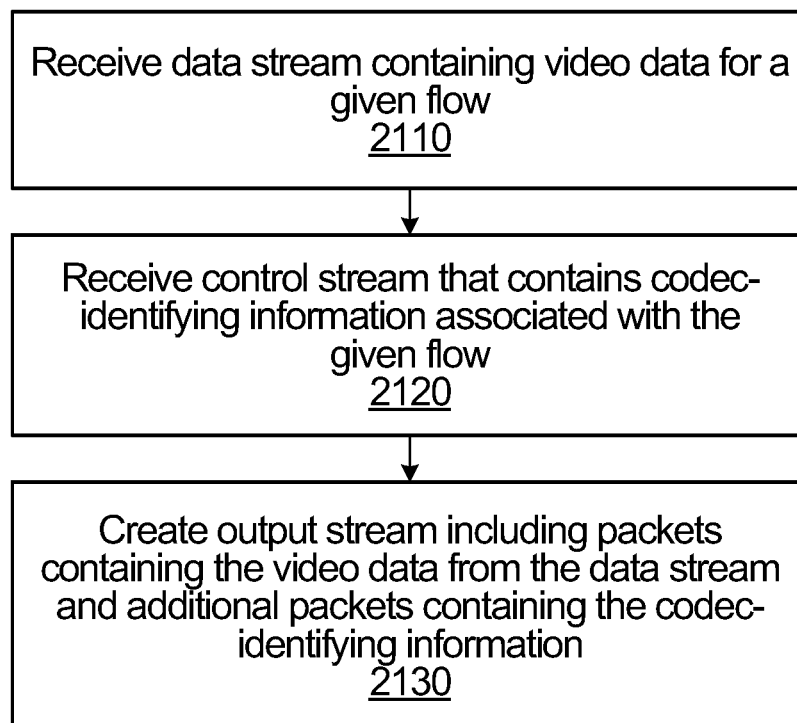 Receive data stream containing video data for a
given flow
2110
Receive control stream that contains codec-
identifying information associated with the
given flow
2120
Create output stream including packets
containing the video data from the data stream
and additional packets containing the codec-
identifying information
2130